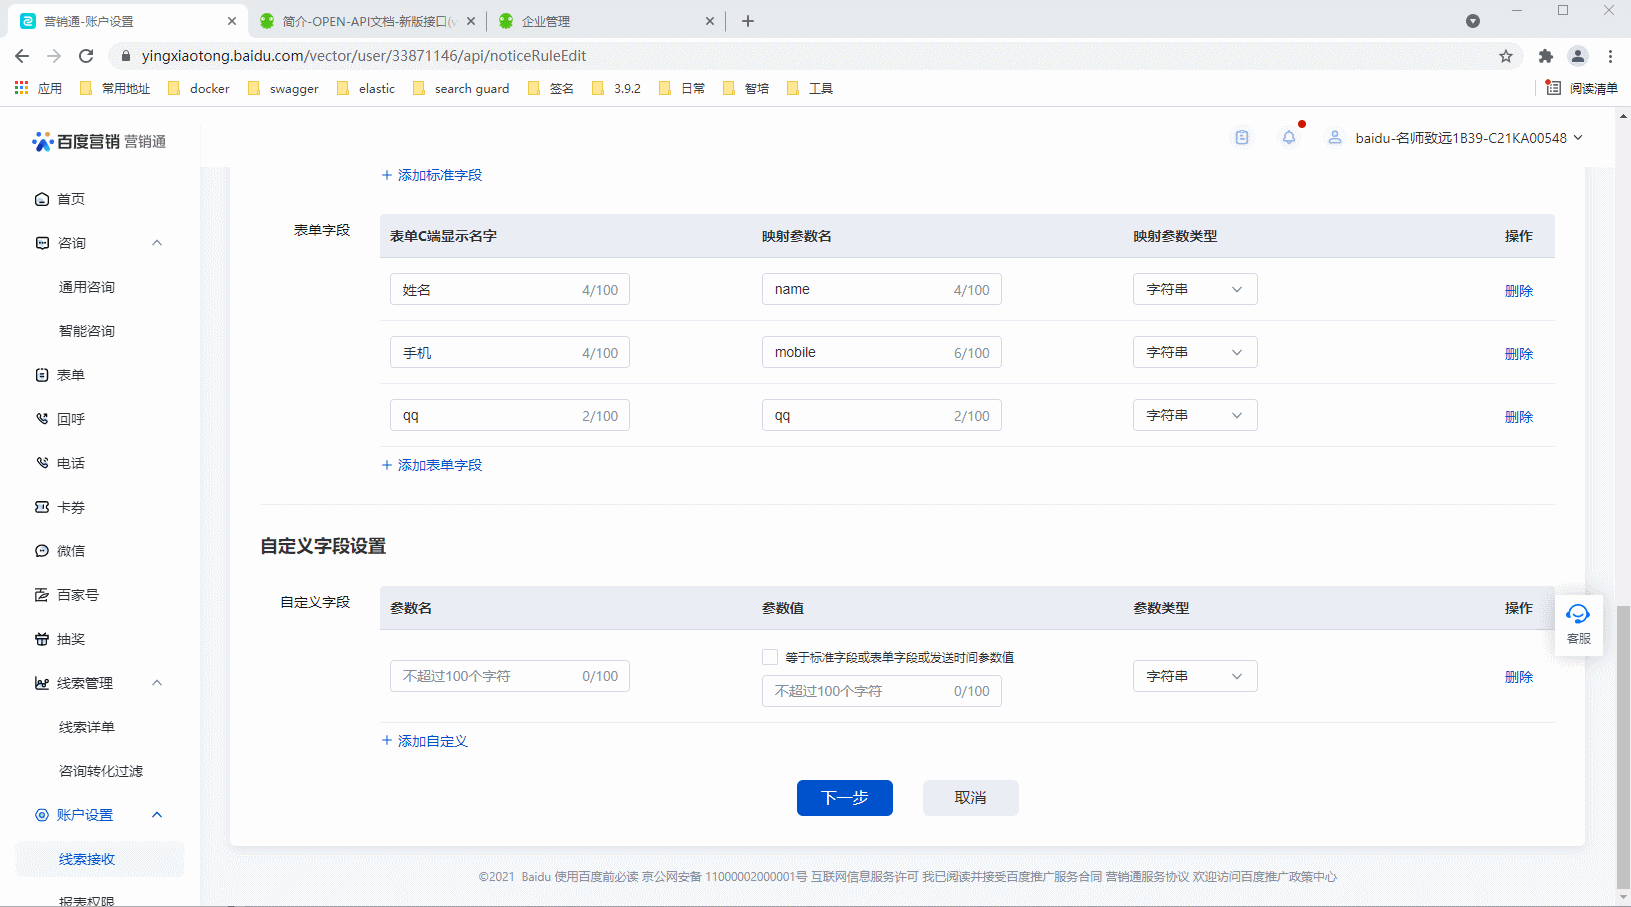 营销通-账户设置
简介-OPEN-API文档-新版接口(v
企业管理
yingxiaotong.baidu.com/vector/user/33871146/api/noticeRuleEdit
应用 常用地址 docker swagger elastic search guard 签名 3.9.2 日常 智培 工具 阅读清单
百度营销 营销通
baidu-名师致远1B39-C21KA00548
首页
咨询
通用咨询
智能咨询
表单
回呼
电话
卡券
微信
百家号
抽奖
线索管理
线索详单
咨询转化过滤
账户设置
线索接收
报表权限
+ 添加标准字段
表单字段
表单C端显示名字 映射参数名 映射参数类型 操作
姓名 4/100 name 4/100 字符串 删除
手机 4/100 mobile 6/100 字符串 删除
qq 2/100 qq 2/100 字符串 删除
+ 添加表单字段
自定义字段设置
自定义字段
参数名 参数值 参数类型 操作
等于标准字段或表单字段或发送时间参数值
不超过100个字符 0/100 不超过100个字符 0/100 字符串 删除
+ 添加自定义
下一步 取消
客服
©2021 Baidu 使用百度前必读 京公网安备 11000002000001号 互联网信息服务许可 我已阅读并接受百度推广服务合同 营销通服务协议 欢迎访问百度推广政策中心